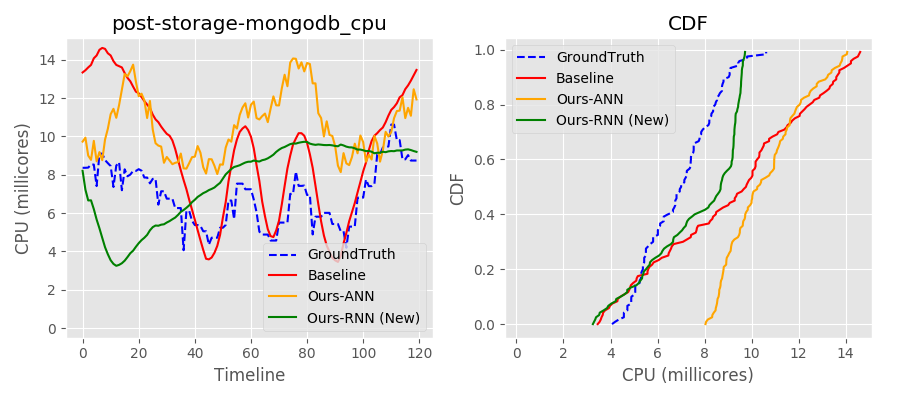 post-storage-mongodb_cpu
CPU (millicores)
14
12
10
8
6
4
2
0
0
20
40
60
80
100
120
Timeline
GroundTruth
Baseline
Ours-ANN
Ours-RNN (New)
CDF
CDF
1.0
0.8
0.6
0.4
0.2
0.0
0
2
4
6
8
10
12
14
CPU (millicores)
GroundTruth
Baseline
Ours-ANN
Ours-RNN (New)